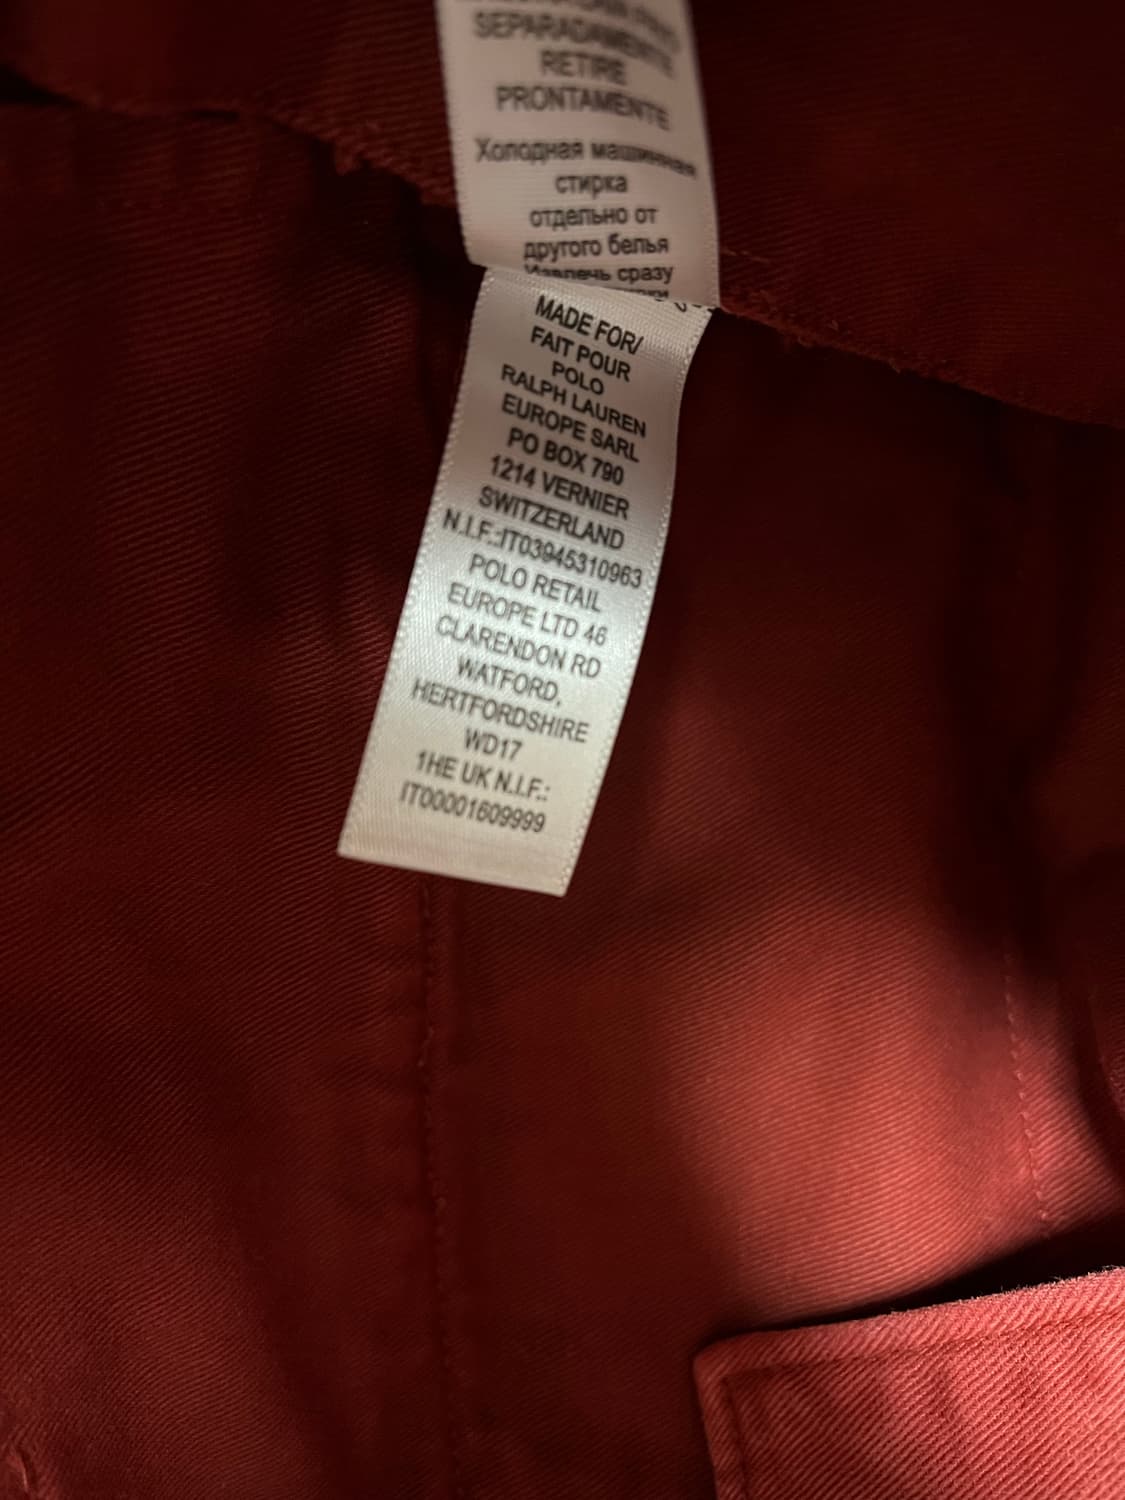 SEPARADAMENTE
RETIRE
PRONTAMENTE
Холодная машинная
стирка
отдельно от
другого белья
Извлечь сразу
MADE FOR/
FAIT POUR
POLO
RALPH LAUREN
EUROPE SARL
PO BOX 790
1214 VERNIER
SWITZERLAND
N.I.F.:IT03945310963
POLO RETAIL
EUROPE LTD 46
CLARENDON RD
WATFORD,
HERTFORDSHIRE
WD17
1HE UK N.I.F.:
IT00001609999